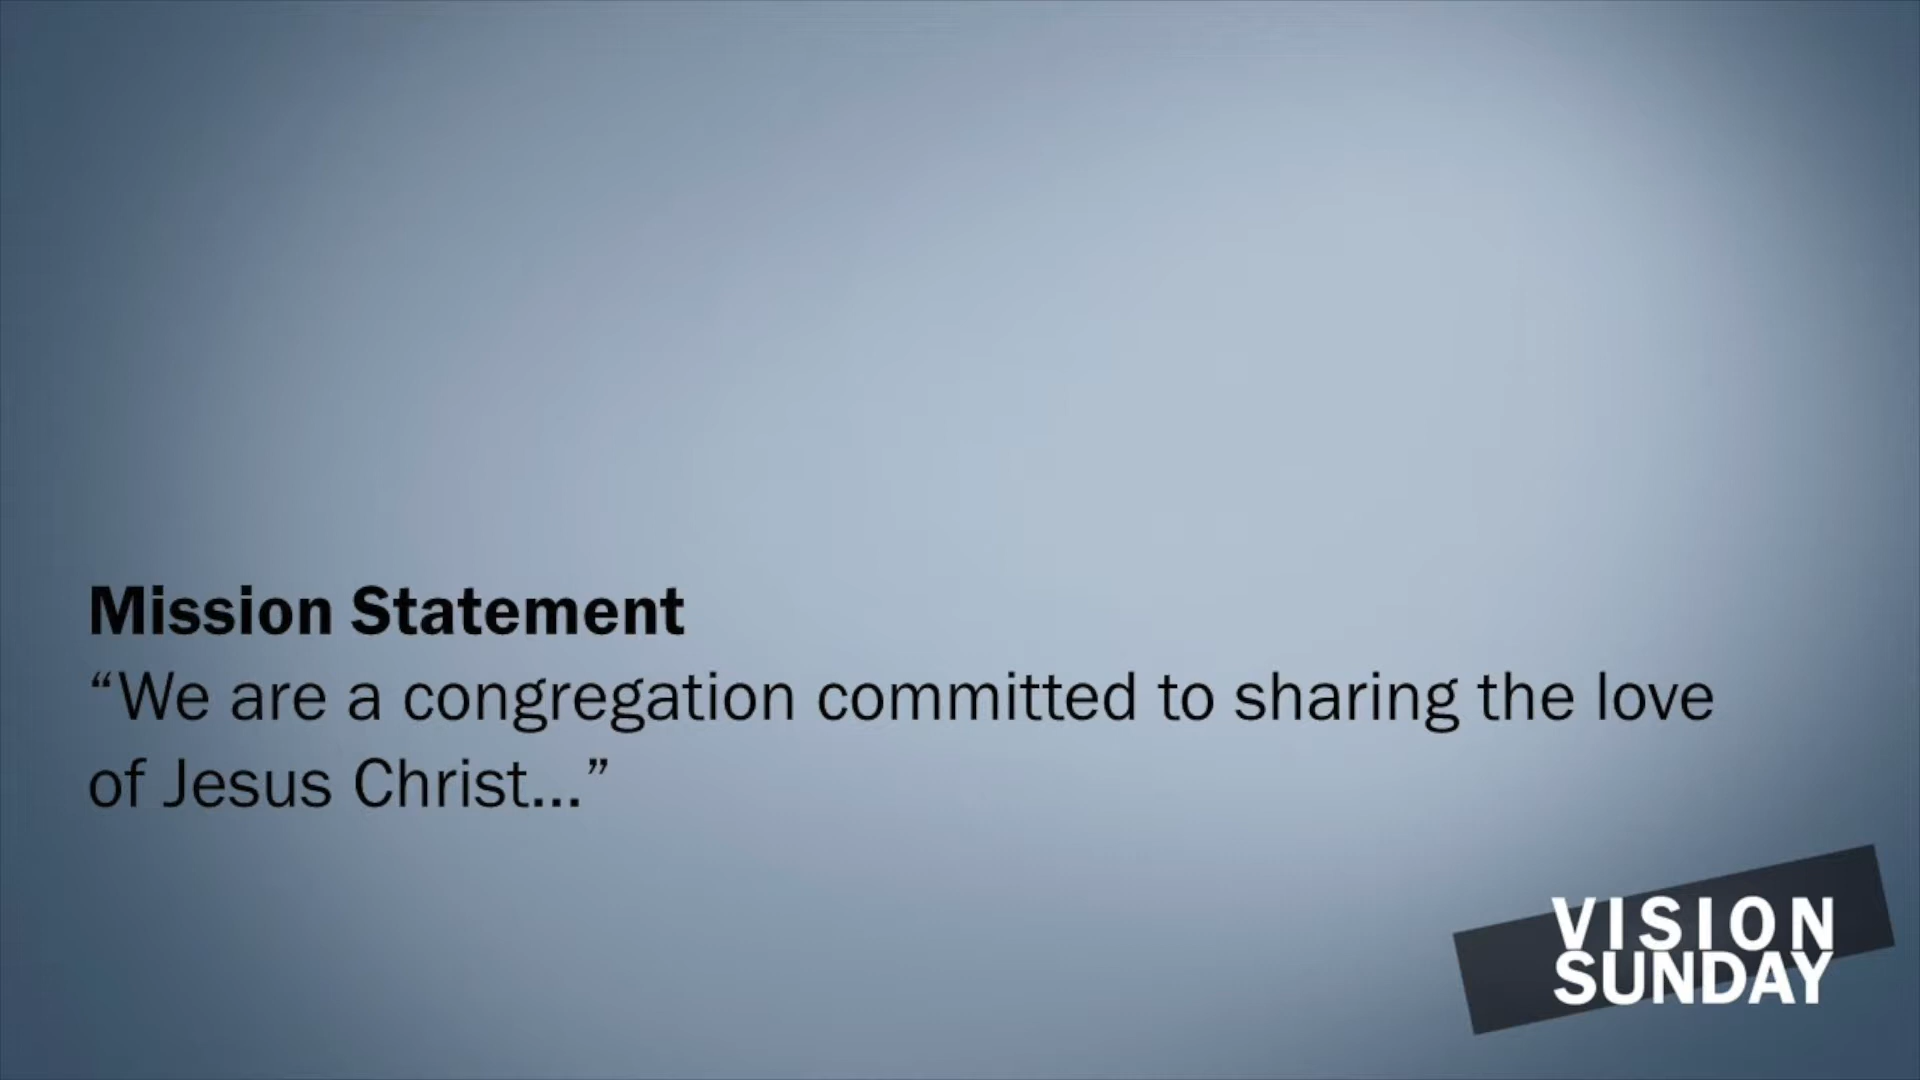 Mission Statement
“We are a congregation committed to sharing the love
of Jesus Christ...”
VISION
SUNDAY